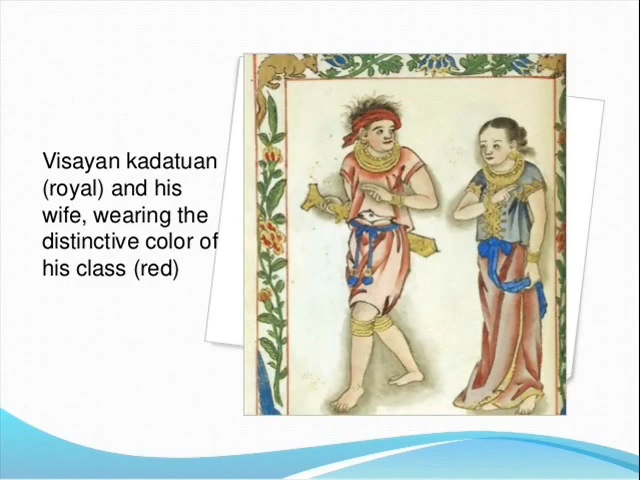 Visayan kadatuan
(royal) and his
wife, wearing the
distinctive color of
his class (red)